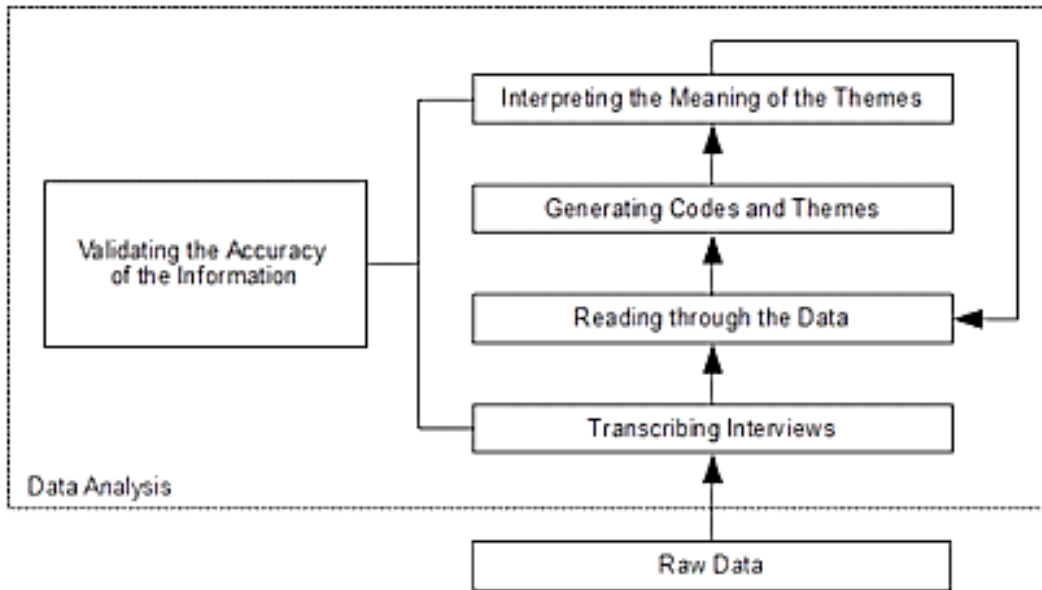 Interpreting the Meaning of the Themes
Generating Codes and Themes
Validating the Accuracy
of the Information
Reading through the Data
Transcribing Interviews
Data Analysis
Raw Data